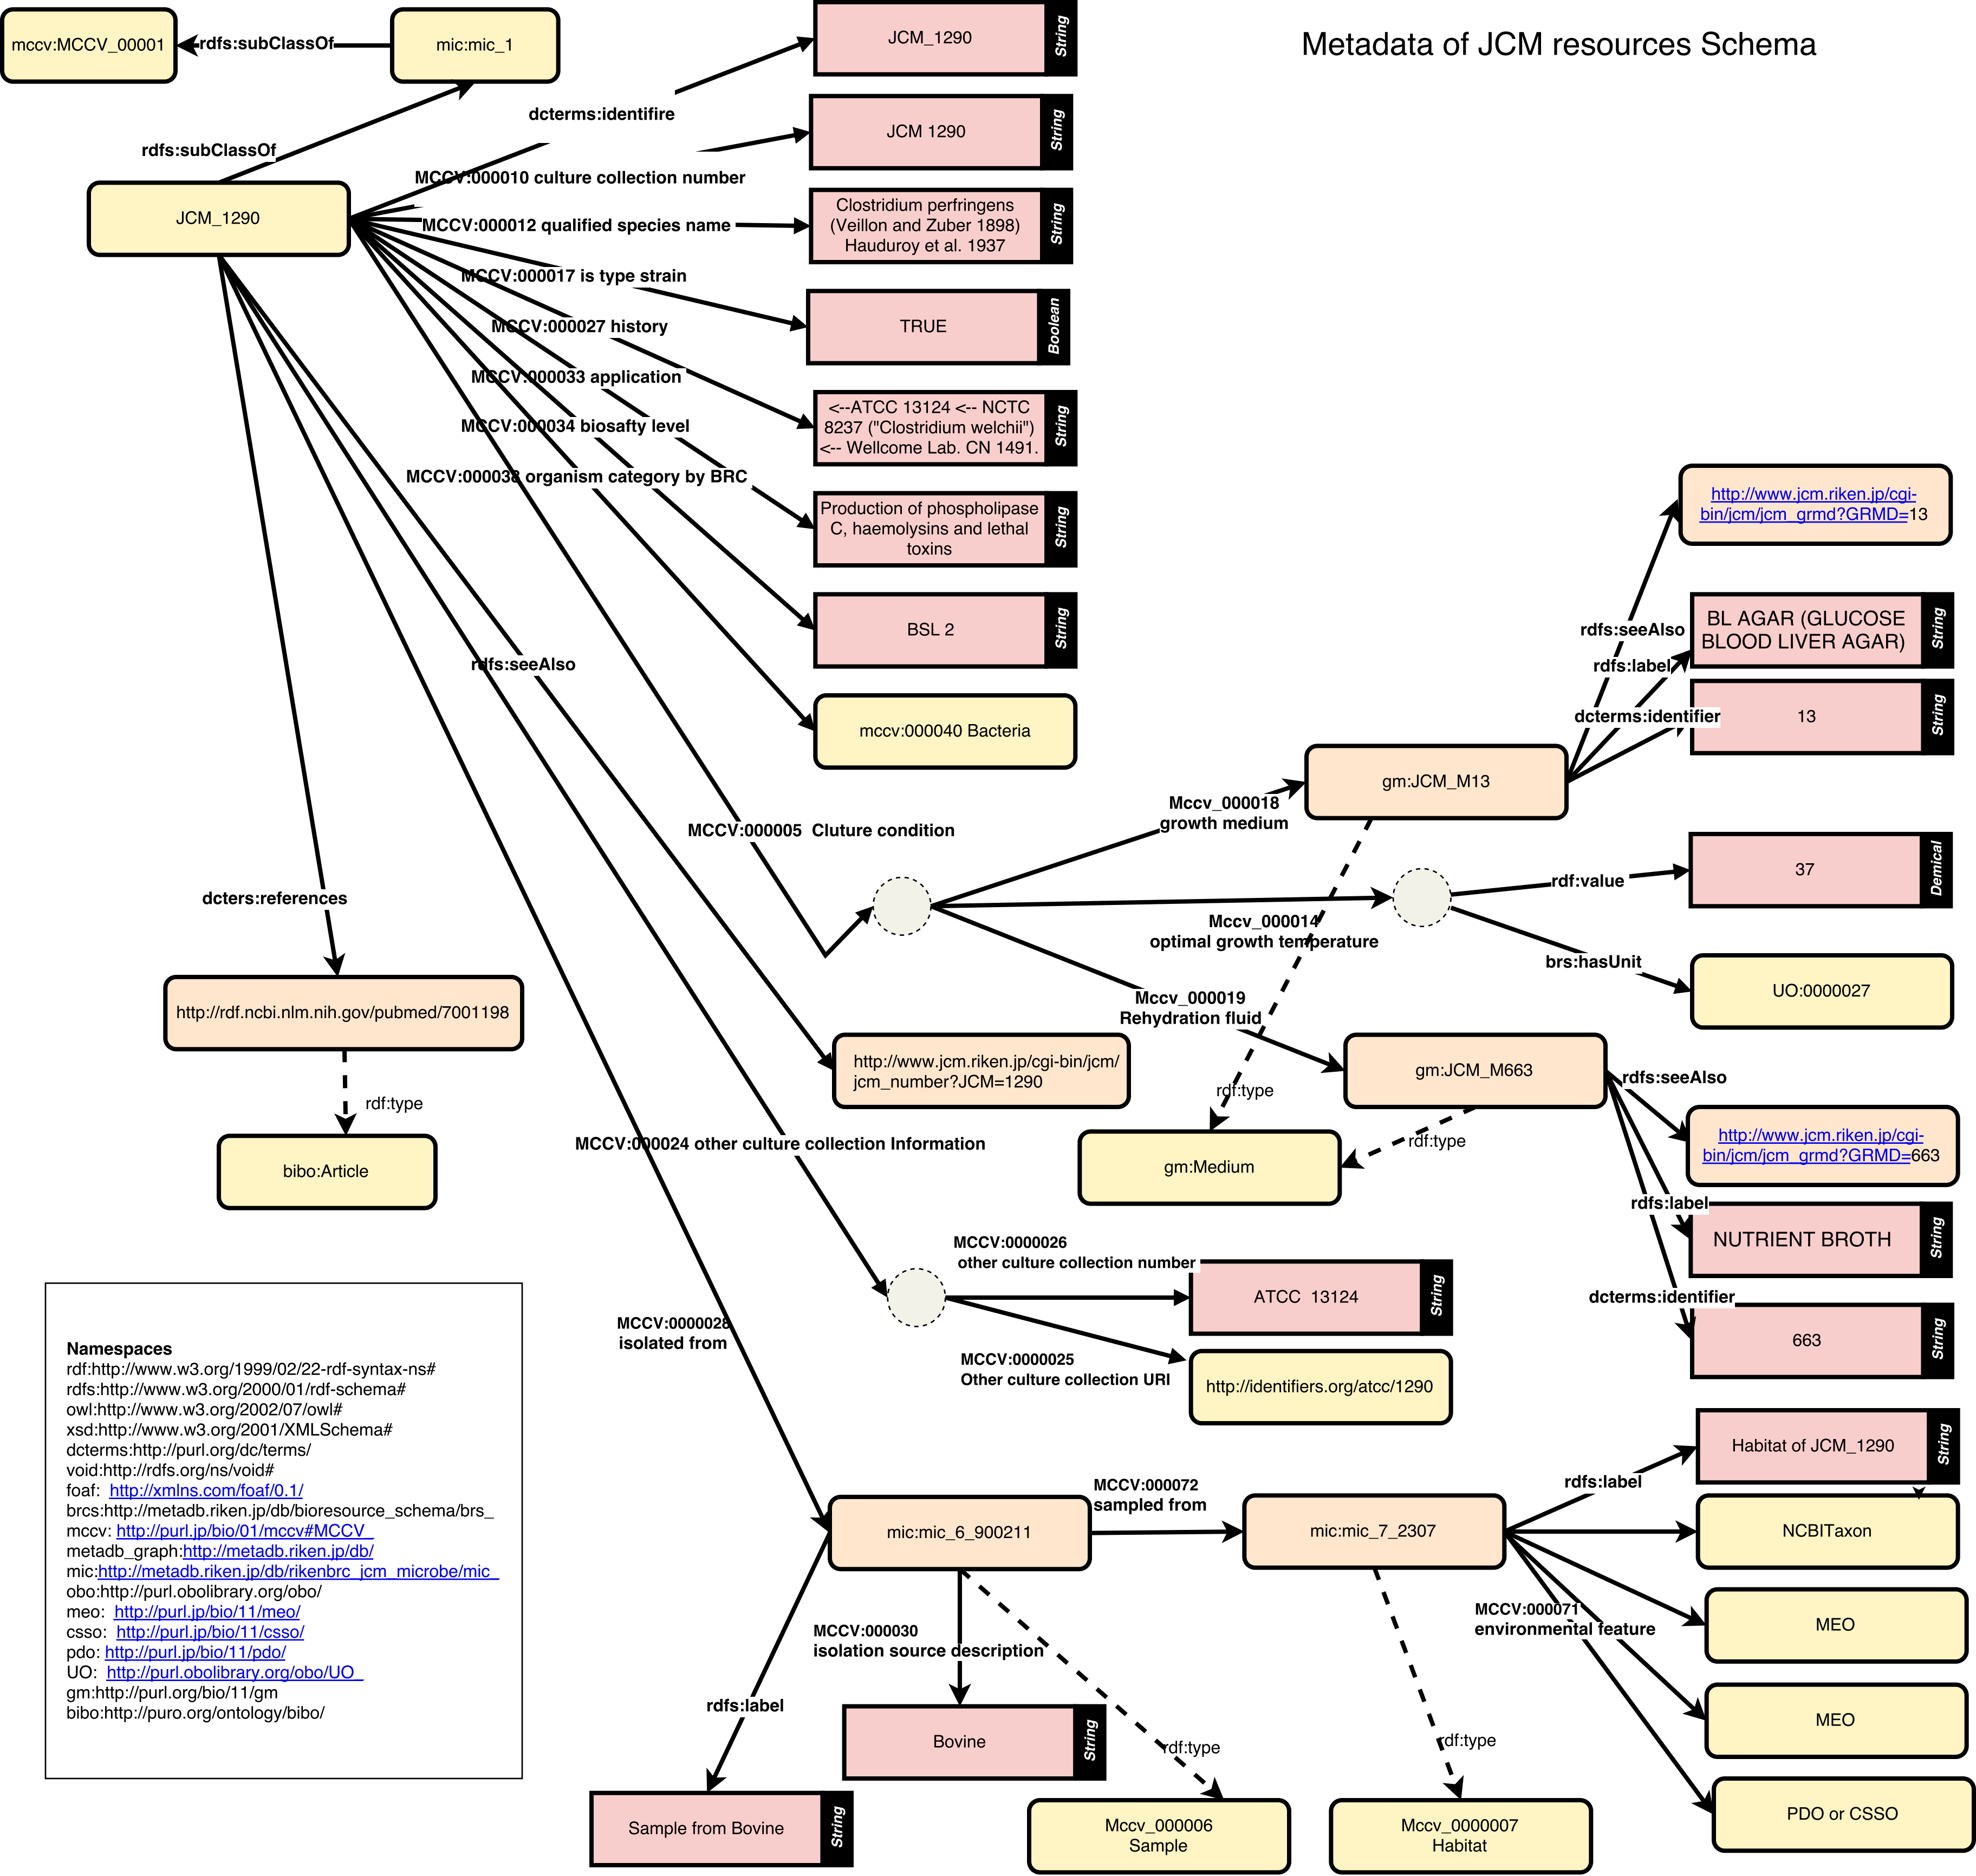 Metadata of JCM resources Schema
mccv:MCCV_00001
rdfs:subClassOf
mic:mic_1
rdfs:subClassOf
JCM_1290
dcterms:identifire
JCM_1290
String
MCCV:000010 culture collection number
JCM 1290
String
MCCV:000012 qualified species name
Clostridium perfringens
(Veillon and Zuber 1898)
Hauduroy et al. 1937
String
MCCV:000017 is type strain
TRUE
Boolean
MCCV:000027 history
<--ATCC 13124 <-- NCTC
8237 ("Clostridium welchii")
<-- Wellcome Lab. CN 1491.
String
MCCV:000033 application
Production of phospholipase
C, haemolysins and lethal
toxins
String
MCCV:000034 biosafty level
BSL 2
String
MCCV:000038 organism category by BRC
mccv:000040 Bacteria
rdfs:seeAlso
http://www.jcm.riken.jp/cgi-bin/jcm/
jcm_number?JCM=1290
dcters:references
http://rdf.ncbi.nlm.nih.gov/pubmed/7001198
rdf:type
bibo:Article
MCCV:000005  Cluture condition
Mccv_000018
growth medium
gm:JCM_M13
rdfs:seeAlso
http://www.jcm.riken.jp/cgi-
bin/jcm/jcm_grmd?GRMD=13
rdfs:label
BL AGAR (GLUCOSE
BLOOD LIVER AGAR)
String
dcterms:identifier
13
String
Mccv_000014
optimal growth temperature
rdf:value
37
Demical
brs:hasUnit
UO:0000027
Mccv_000019
Rehydration fluid
gm:JCM_M663
rdf:type
rdf:type
gm:Medium
rdfs:seeAlso
http://www.jcm.riken.jp/cgi-
bin/jcm/jcm_grmd?GRMD=663
rdfs:label
NUTRIENT BROTH
String
dcterms:identifier
663
String
MCCV:000024 other culture collection Information
MCCV:0000026
other culture collection number
ATCC  13124
String
MCCV:0000025
Other culture collection URI
http://identifiers.org/atcc/1290
MCCV:0000028
isolated from
mic:mic_6_900211
MCCV:000072
sampled from
mic:mic_7_2307
rdfs:label
Habitat of JCM_1290
String
NCBITaxon
MCCV:000071
environmental feature
MEO
MEO
PDO or CSSO
MCCV:000030
isolation source description
Bovine
String
rdfs:label
Sample from Bovine
String
rdf:type
Mccv_000006
Sample
rdf:type
Mccv_0000007
Habitat
Namespaces
rdf:http://www.w3.org/1999/02/22-rdf-syntax-ns#
rdfs:http://www.w3.org/2000/01/rdf-schema#
owl:http://www.w3.org/2002/07/owl#
xsd:http://www.w3.org/2001/XMLSchema#
dcterms:http://purl.org/dc/terms/
void:http://rdfs.org/ns/void#
foaf:  http://xmlns.com/foaf/0.1/
brcs:http://metadb.riken.jp/db/bioresource_schema/brs_
mccv: http://purl.jp/bio/01/mccv#MCCV_
metadb_graph:http://metadb.riken.jp/db/
mic:http://metadb.riken.jp/db/rikenbrc_jcm_microbe/mic_
obo:http://purl.obolibrary.org/obo/
meo:  http://purl.jp/bio/11/meo/
csso:  http://purl.jp/bio/11/csso/
pdo: http://purl.jp/bio/11/pdo/
UO:  http://purl.obolibrary.org/obo/UO_
gm:http://purl.org/bio/11/gm
bibo:http://puro.org/ontology/bibo/